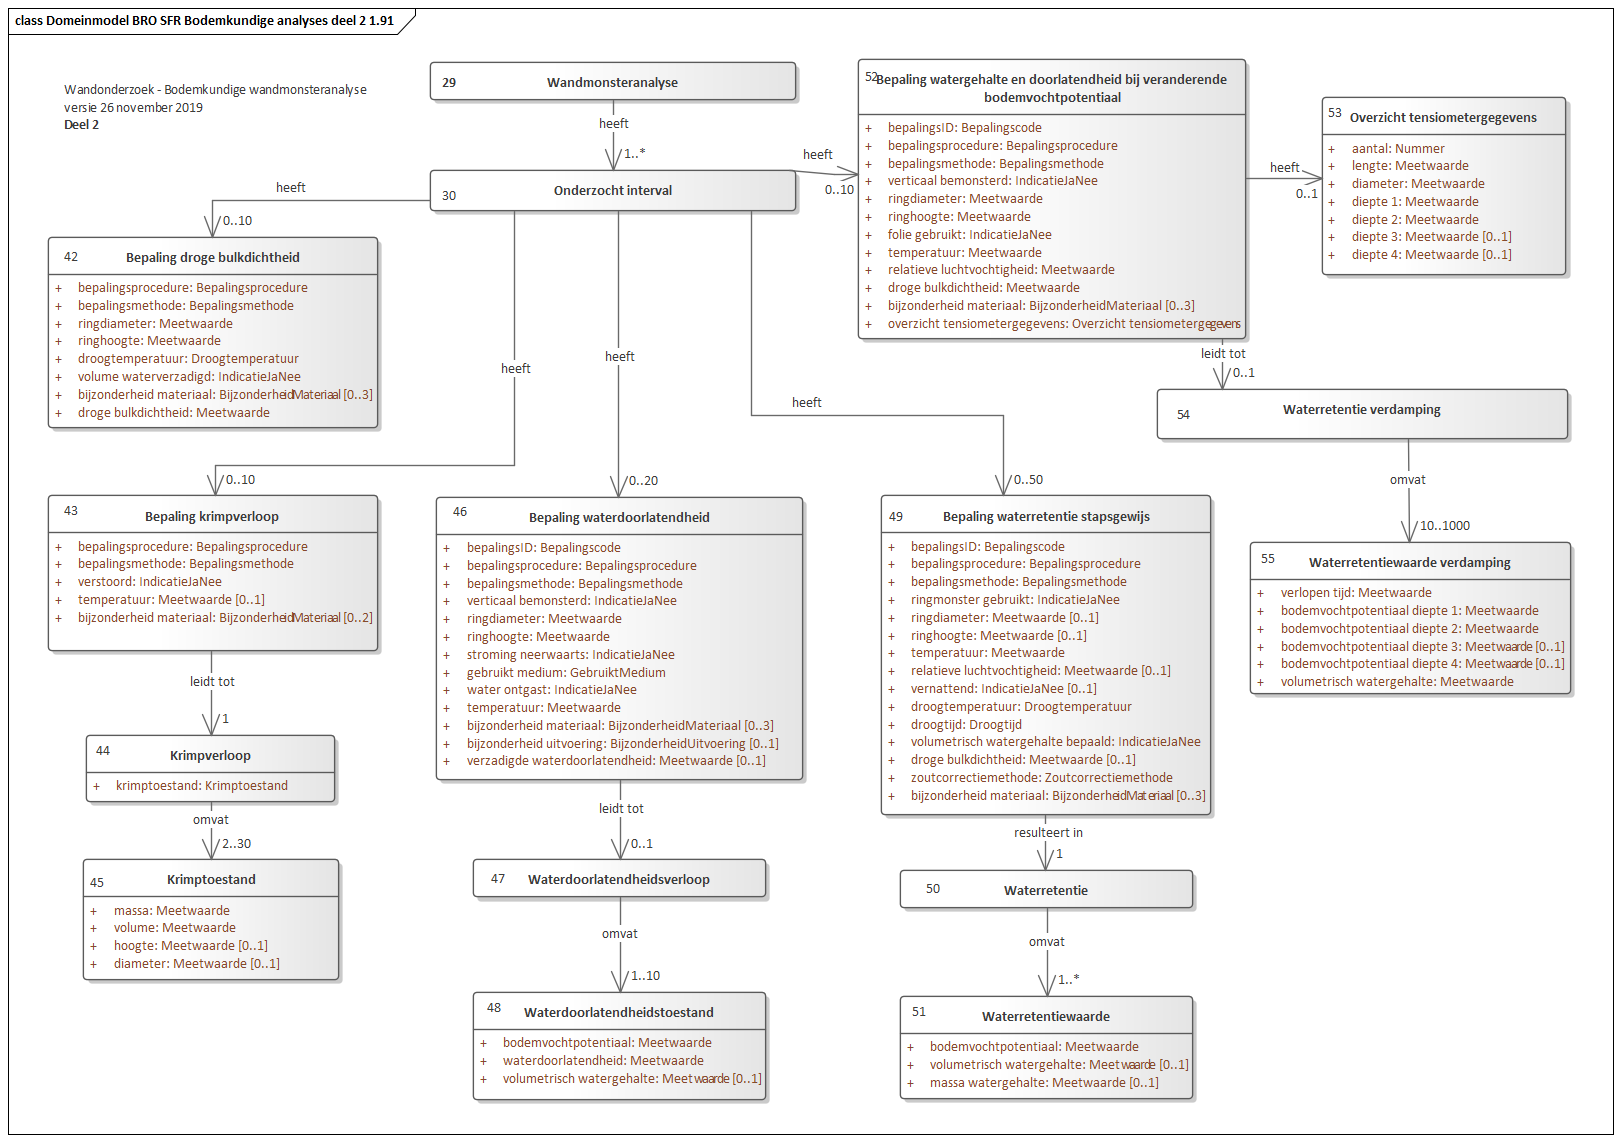 class Domeinmodel BRO SFR Bodemkundige analyses deel 2 1.91
Wandonderzoek - Bodemkundige wandmonsteranalyse
versie 26 november 2019
Deel 2
29 Wandmonsteranalyse
heeft
1..*
30 Onderzocht interval
heeft
0..10
42 Bepaling droge bulkdichtheid
+ bepalingsprocedure: Bepalingsprocedure
+ bepalingsmethode: Bepalingsmethode
+ ringdiameter: Meetwaarde
+ ringhoogte: Meetwaarde
+ droogtemperatuur: Droogtemperatuur
+ volume waterverzadigd: IndicatieJaNee
+ bijzonderheid materiaal: BijzonderheidMateriaal [0..3]
+ droge bulkdichtheid: Meetwaarde
heeft
0..10
52 Bepaling watergehalte en doorlatendheid bij veranderende
bodemvochtpotentiaal
+ bepalingsID: Bepalingscode
+ bepalingsprocedure: Bepalingsprocedure
+ bepalingsmethode: Bepalingsmethode
+ verticaal bemonsterd: IndicatieJaNee
+ ringdiameter: Meetwaarde
+ ringhoogte: Meetwaarde
+ folie gebruikt: IndicatieJaNee
+ temperatuur: Meetwaarde
+ relatieve luchtvochtigheid: Meetwaarde
+ droge bulkdichtheid: Meetwaarde
+ bijzonderheid materiaal: BijzonderheidMateriaal [0..3]
+ overzicht tensiometergegevens: Overzicht tensiometergegevens
heeft
0..1
53 Overzicht tensiometergegevens
+ aantal: Nummer
+ lengte: Meetwaarde
+ diameter: Meetwaarde
+ diepte 1: Meetwaarde
+ diepte 2: Meetwaarde
+ diepte 3: Meetwaarde [0..1]
+ diepte 4: Meetwaarde [0..1]
leidt tot
0..1
54 Waterretentie verdamping
omvat
10..1000
55 Waterretentiewaarde verdamping
+ verlopen tijd: Meetwaarde
+ bodemvochtpotentiaal diepte 1: Meetwaarde
+ bodemvochtpotentiaal diepte 2: Meetwaarde
+ bodemvochtpotentiaal diepte 3: Meetwaarde [0..1]
+ bodemvochtpotentiaal diepte 4: Meetwaarde [0..1]
+ volumetrisch watergehalte: Meetwaarde
heeft
0..10
43 Bepaling krimpverloop
+ bepalingsprocedure: Bepalingsprocedure
+ bepalingsmethode: Bepalingsmethode
+ verstoord: IndicatieJaNee
+ temperatuur: Meetwaarde [0..1]
+ bijzonderheid materiaal: BijzonderheidMateriaal [0..2]
leidt tot
1
44 Krimpverloop
+ krimptoestand: Krimptoestand
omvat
2..30
45 Krimptoestand
+ massa: Meetwaarde
+ volume: Meetwaarde
+ hoogte: Meetwaarde [0..1]
+ diameter: Meetwaarde [0..1]
heeft
0..20
46 Bepaling waterdoorlatendheid
+ bepalingsID: Bepalingscode
+ bepalingsprocedure: Bepalingsprocedure
+ bepalingsmethode: Bepalingsmethode
+ verticaal bemonsterd: IndicatieJaNee
+ ringdiameter: Meetwaarde
+ ringhoogte: Meetwaarde
+ stroming neerwaarts: IndicatieJaNee
+ gebruikt medium: GebruiktMedium
+ water ontgast: IndicatieJaNee
+ temperatuur: Meetwaarde
+ bijzonderheid materiaal: BijzonderheidMateriaal [0..3]
+ bijzonderheid uitvoering: BijzonderheidUitvoering [0..1]
+ verzadigde waterdoorlatendheid: Meetwaarde [0..1]
leidt tot
0..1
47 Waterdoorlatendheidsverloop
omvat
1..10
48 Waterdoorlatendheidstoestand
+ bodemvochtpotentiaal: Meetwaarde
+ waterdoorlatendheid: Meetwaarde
+ volumetrisch watergehalte: Meetwaarde [0..1]
heeft
0..50
49 Bepaling waterretentie stapsgewijs
+ bepalingsID: Bepalingscode
+ bepalingsprocedure: Bepalingsprocedure
+ bepalingsmethode: Bepalingsmethode
+ ringmonster gebruikt: IndicatieJaNee
+ ringdiameter: Meetwaarde [0..1]
+ ringhoogte: Meetwaarde [0..1]
+ temperatuur: Meetwaarde
+ relatieve luchtvochtigheid: Meetwaarde [0..1]
+ vernattend: IndicatieJaNee [0..1]
+ droogtemperatuur: Droogtemperatuur
+ droogtijd: Droogtijd
+ volumetrisch watergehalte bepaald: IndicatieJaNee
+ droge bulkdichtheid: Meetwaarde [0..1]
+ zoutcorrectiemethode: Zoutcorrectiemethode
+ bijzonderheid materiaal: BijzonderheidMateriaal [0..3]
resulteert in
1
50 Waterretentie
omvat
1..*
51 Waterretentiewaarde
+ bodemvochtpotentiaal: Meetwaarde
+ volumetrisch watergehalte: Meetwaarde [0..1]
+ massa watergehalte: Meetwaarde [0..1]